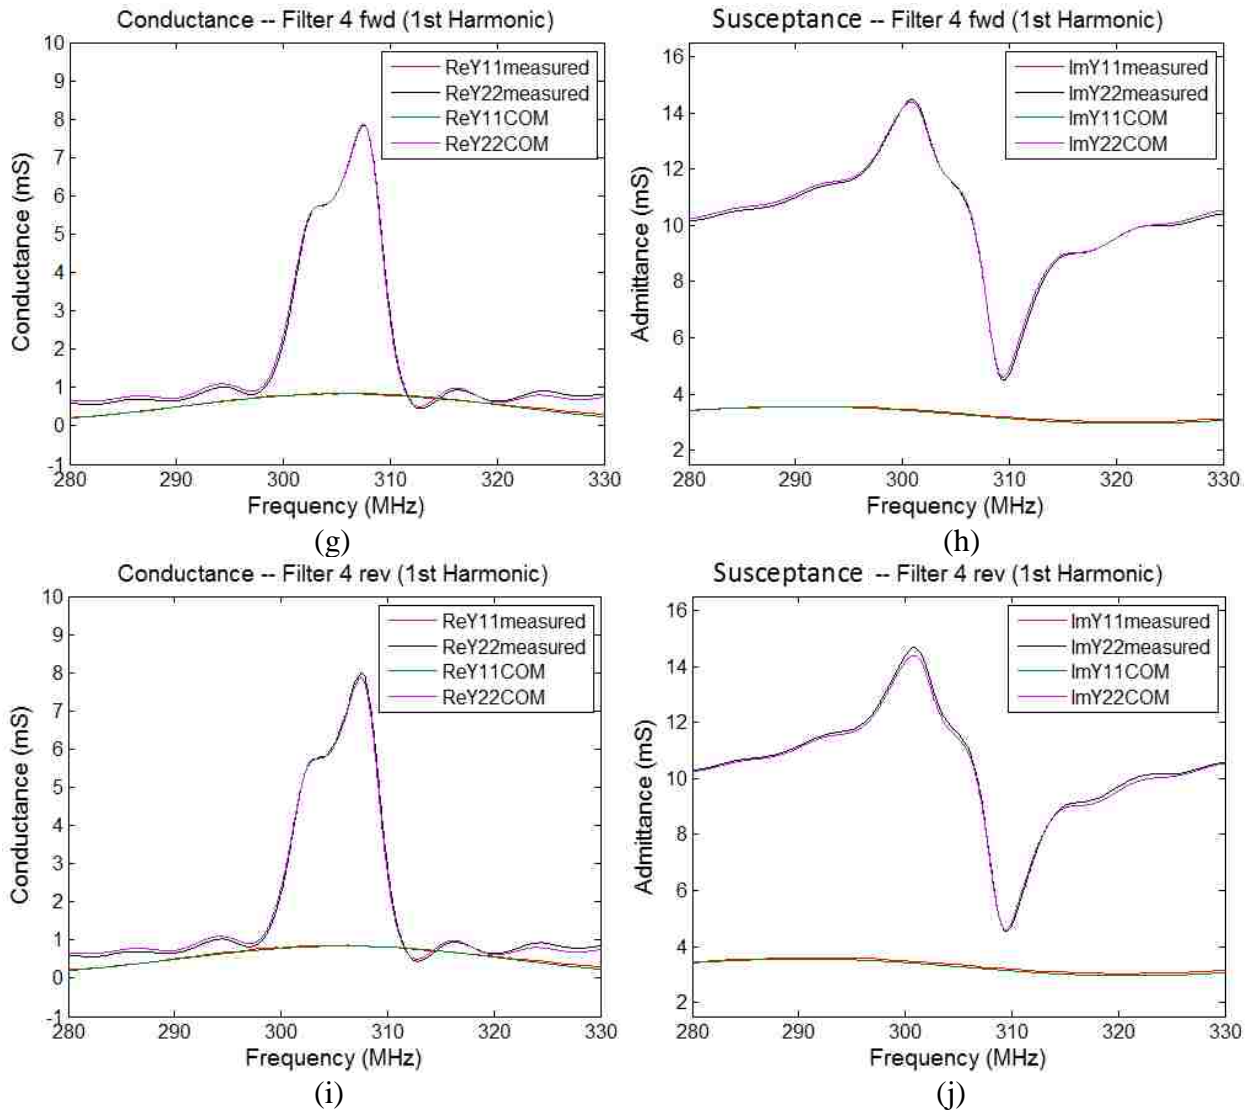 Conductance -- Filter 4 fwd (1st Harmonic)
10
9
8
7
6
5
4
3
2
1
0
-1
Conductance (mS)
ReY11measured
ReY22measured
ReY11COM
ReY22COM
280 290 300 310 320 330
Frequency (MHz)
(g)
Susceptance -- Filter 4 fwd (1st Harmonic)
16
14
12
10
8
6
4
2
Admittance (mS)
ImY11measured
ImY22measured
ImY11COM
ImY22COM
280 290 300 310 320 330
Frequency (MHz)
(h)
Conductance -- Filter 4 rev (1st Harmonic)
10
9
8
7
6
5
4
3
2
1
0
-1
Conductance (mS)
ReY11measured
ReY22measured
ReY11COM
ReY22COM
280 290 300 310 320 330
Frequency (MHz)
(i)
Susceptance -- Filter 4 rev (1st Harmonic)
16
14
12
10
8
6
4
2
Admittance (mS)
ImY11measured
ImY22measured
ImY11COM
ImY22COM
280 290 300 310 320 330
Frequency (MHz)
(j)